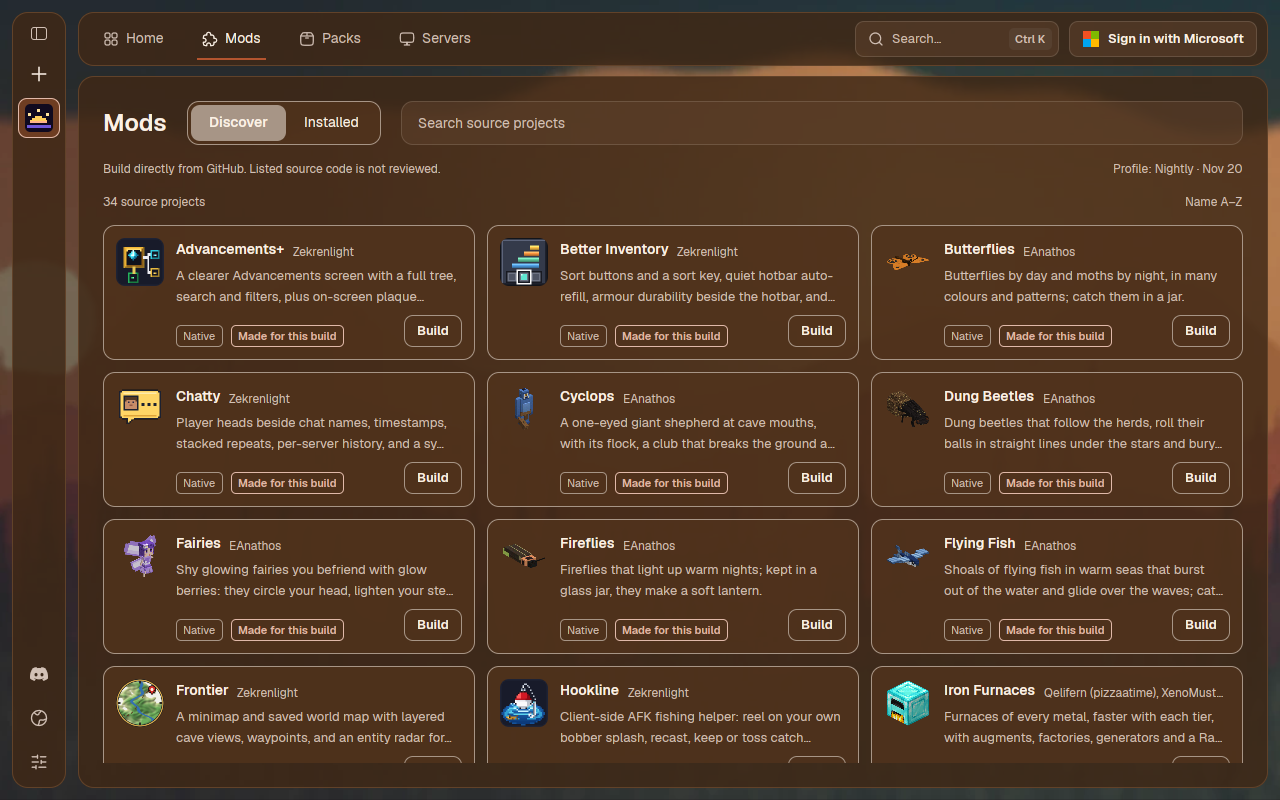 Home
Mods
Packs
Servers
Search...
Ctrl K
Sign in with Microsoft
Mods
Discover
Installed
Search source projects
Build directly from GitHub. Listed source code is not reviewed.
Profile: Nightly · Nov 20
34 source projects
Name A–Z
Advancements+ Zekrenlight
A clearer Advancements screen with a full tree,
search and filters, plus on-screen plaque…
Native
Made for this build
Build
Better Inventory Zekrenlight
Sort buttons and a sort key, quiet hotbar auto-
refill, armour durability beside the hotbar, and…
Native
Made for this build
Build
Butterflies EAnathos
Butterflies by day and moths by night, in many
colours and patterns; catch them in a jar.
Native
Made for this build
Build
Chatty Zekrenlight
Player heads beside chat names, timestamps,
stacked repeats, per-server history, and a sy…
Native
Made for this build
Build
Cyclops EAnathos
A one-eyed giant shepherd at cave mouths,
with its flock, a club that breaks the ground a…
Native
Made for this build
Build
Dung Beetles EAnathos
Dung beetles that follow the herds, roll their
balls in straight lines under the stars and bury…
Native
Made for this build
Build
Fairies EAnathos
Shy glowing fairies you befriend with glow
berries: they circle your head, lighten your ste…
Native
Made for this build
Build
Fireflies EAnathos
Fireflies that light up warm nights; kept in a
glass jar, they make a soft lantern.
Native
Made for this build
Build
Flying Fish EAnathos
Shoals of flying fish in warm seas that burst
out of the water and glide over the waves; cat…
Native
Made for this build
Build
Frontier Zekrenlight
A minimap and saved world map with layered
cave views, waypoints, and an entity radar for…
Hookline Zekrenlight
Client-side AFK fishing helper: reel on your own
bobber splash, recast, keep or toss catch…
Iron Furnaces Qelifern (pizzaatime), XenoMust…
Furnaces of every metal, faster with each tier,
with augments, factories, generators and a Ra…